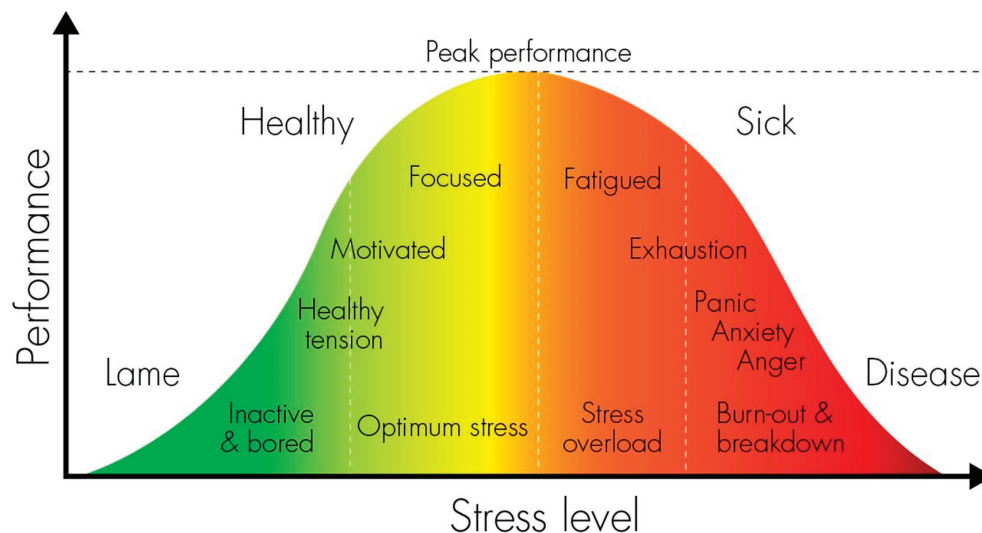 Peak performance
Healthy
Sick
Focused
Fatigued
Motivated
Exhaustion
Healthy
tension
Panic
Anxiety
Anger
Lame
Disease
Inactive
& bored
Optimum stress
Stress
overload
Burn-out &
breakdown
Performance
Stress level